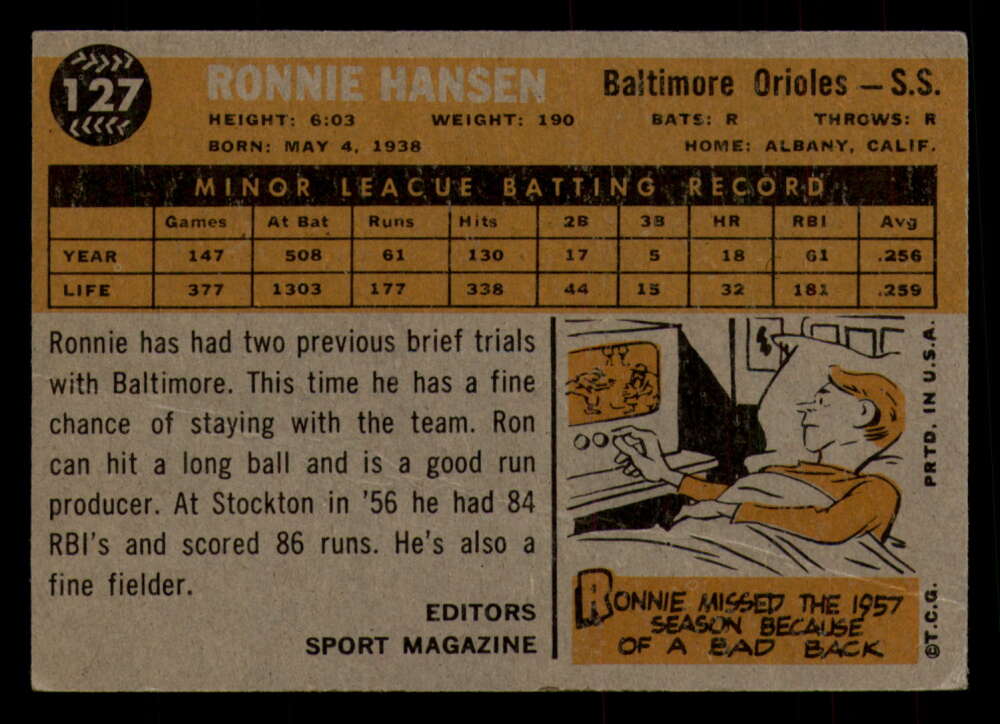 127
RONNIE HANSEN
Baltimore Orioles — S.S.
HEIGHT: 6:03 WEIGHT: 190 BATS: R THROWS: R
BORN: MAY 4, 1938 HOME: ALBANY, CALIF.
MINOR LEAGUE BATTING RECORD
Games At Bat Runs Hits 2B 3B HR RBI Avg
YEAR 147 508 61 130 17 5 18 61 .256
LIFE 377 1303 177 338 44 15 32 181 .259
Ronnie has had two previous brief trials
with Baltimore. This time he has a fine
chance of staying with the team. Ron
can hit a long ball and is a good run
producer. At Stockton in '56 he had 84
RBI's and scored 86 runs. He's also a
fine fielder.
EDITORS
SPORT MAGAZINE
RONNIE MISSED THE 1957
SEASON BECAUSE
OF A BAD BACK
©T.C.G. PRTD. IN U.S.A.